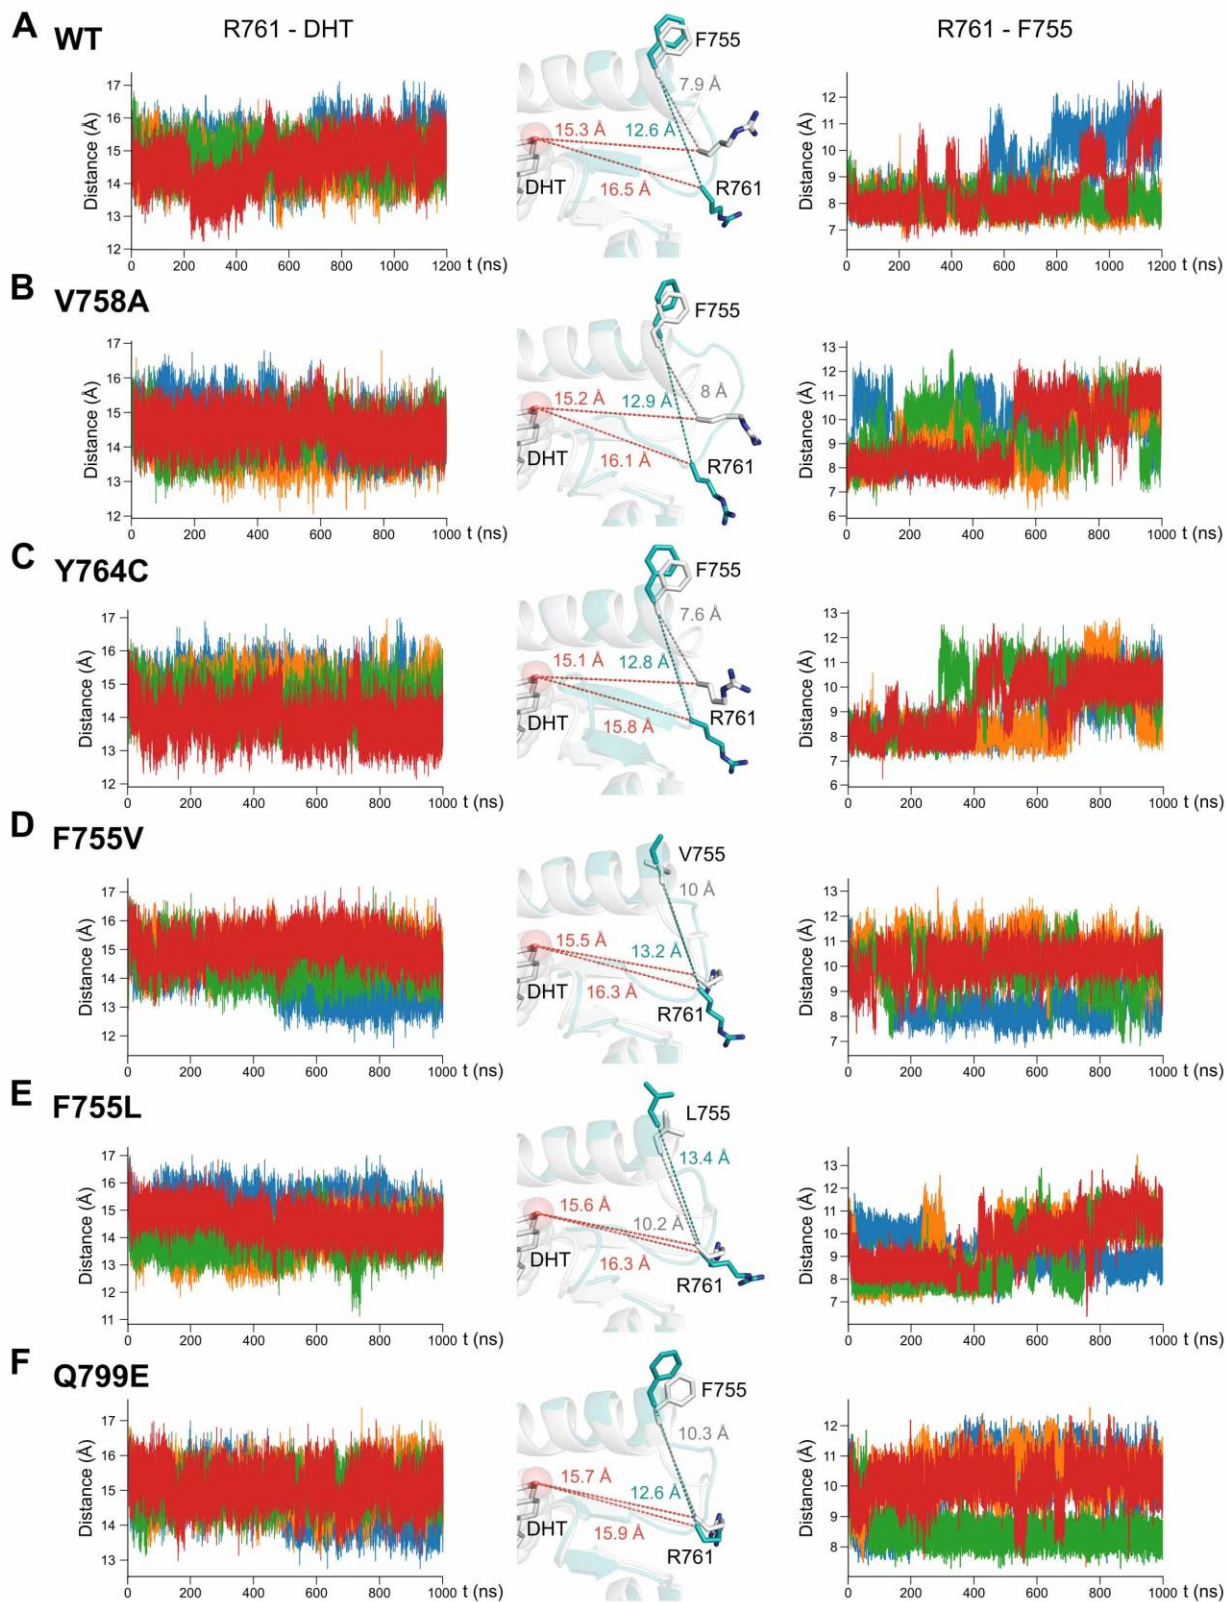 A WT R761 - DHT R761 - F755
Distance (Å)
17
16
15
14
13
12
0 200 400 600 800 1000 1200 t (ns)
F755
7.9 Å
15.3 Å 12.6 Å
DHT
16.5 Å
R761
Distance (Å)
12
11
10
9
8
7
0 200 400 600 800 1000 1200 t (ns)
B V758A
Distance (Å)
17
16
15
14
13
12
0 200 400 600 800 1000 t (ns)
F755
15.2 Å 12.9 Å 8 Å
DHT
16.1 Å
R761
Distance (Å)
13
12
11
10
9
8
7
6
0 200 400 600 800 1000 t (ns)
C Y764C
Distance (Å)
17
16
15
14
13
12
0 200 400 600 800 1000 t (ns)
F755
7.6 Å
15.1 Å 12.8 Å
DHT
R761
15.8 Å
Distance (Å)
13
12
11
10
9
8
7
6
0 200 400 600 800 1000 t (ns)
D F755V
Distance (Å)
17
16
15
14
13
12
0 200 400 600 800 1000 t (ns)
V755
10 Å
15.5 Å 13.2 Å
DHT
16.3 Å
R761
Distance (Å)
13
12
11
10
9
8
7
0 200 400 600 800 1000 t (ns)
E F755L
Distance (Å)
17
16
15
14
13
12
11
0 200 400 600 800 1000 t (ns)
L755
13.4 Å
15.6 Å
10.2 Å
DHT
16.3 Å
R761
Distance (Å)
13
12
11
10
9
8
7
0 200 400 600 800 1000 t (ns)
F Q799E
Distance (Å)
17
16
15
14
13
0 200 400 600 800 1000 t (ns)
F755
10.3 Å
15.7 Å
12.6 Å
DHT
15.9 Å
R761
Distance (Å)
12
11
10
9
8
0 200 400 600 800 1000 t (ns)